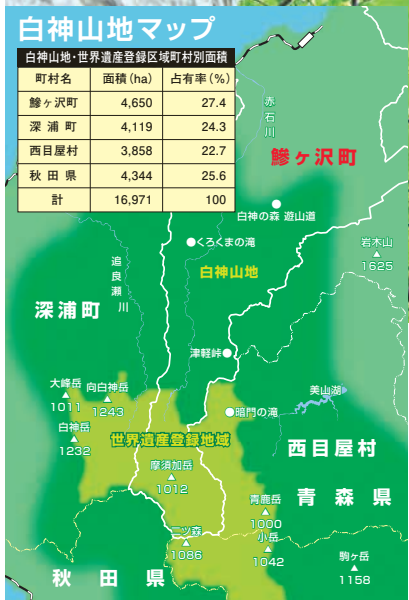 白神山地マップ
白神山地・世界遺産登録区域町村別面積
町村名 面積(ha) 占有率(%)
鰺ヶ沢町 4,650 27.4
深浦町 4,119 24.3
西目屋村 3,858 22.7
秋田県 4,344 25.6
計 16,971 100
赤石川
鰺ヶ沢町
白神の森 遊山道
くろくまの滝
岩木山
1625
追良瀬川
白神山地
深浦町
津軽峠
大峰岳
1011
向白神岳
1243
美山湖
暗門の滝
白神岳
1232
世界遺産登録地域
西目屋村
摩須加岳
1012
青森県
青鹿岳
1000
二ツ森
1086
小岳
1042
駒ヶ岳
1158
秋田県